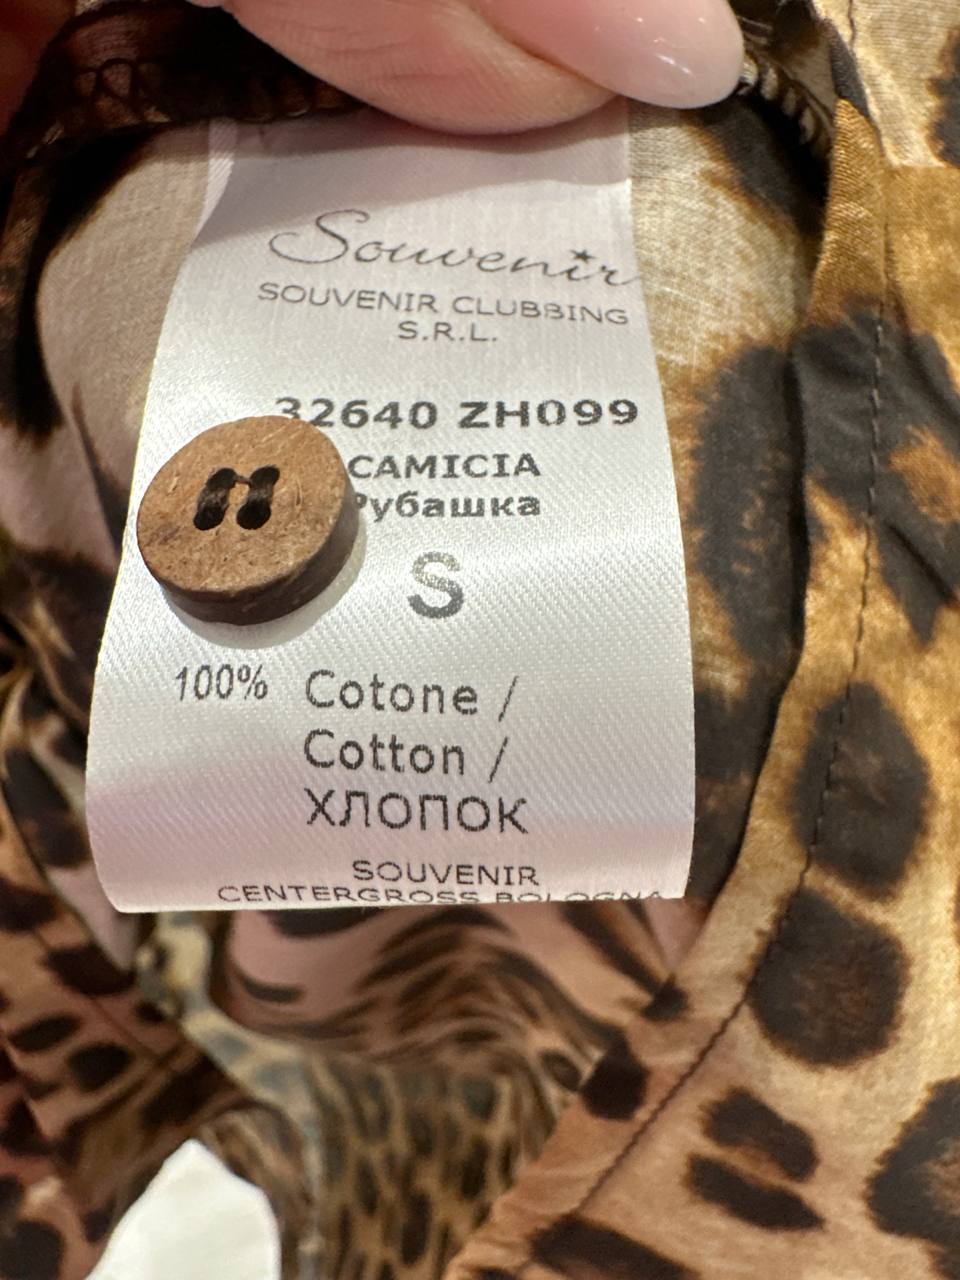 Souvenir
SOUVENIR CLUBBING
S.R.L.
32640 ZH099
CAMICIA
Рубашка
S
100% Cotone /
Cotton /
ХЛОПОК
SOUVENIR
CENTERGROSS BOLOGNA